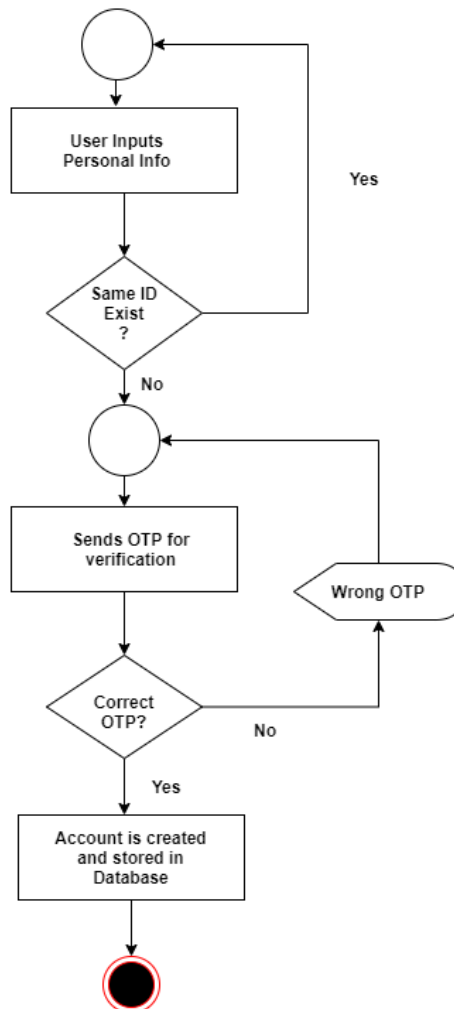 User Inputs
Personal Info
Yes
Same ID
Exist
?
No
Sends OTP for
verification
Wrong OTP
Correct
OTP?
No
Yes
Account is created
and stored in
Database